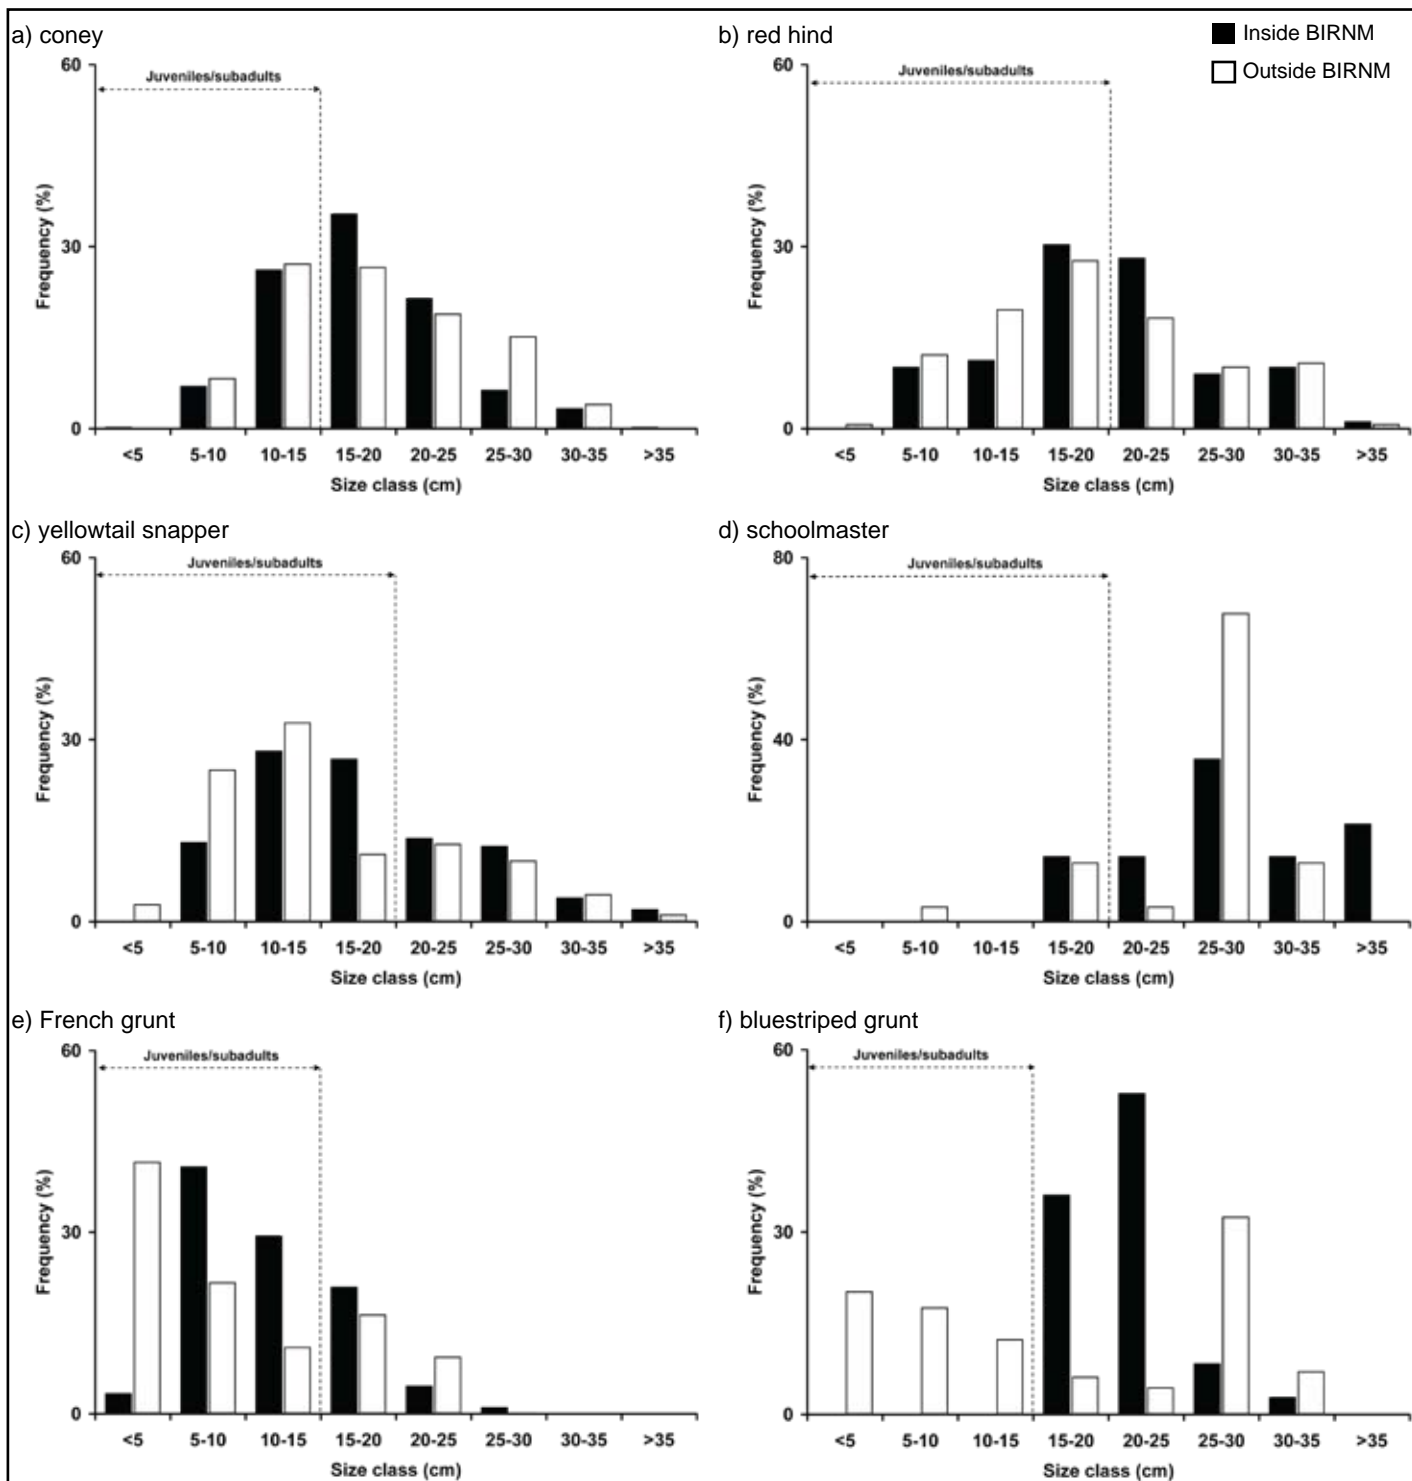 a) coney
b) red hind
Inside BIRNM
Outside BIRNM
60
Juveniles/subadults
30
0
Frequency (%)
<5 5-10 10-15 15-20 20-25 25-30 30-35 >35
Size class (cm)
60
Juveniles/subadults
30
0
Frequency (%)
<5 5-10 10-15 15-20 20-25 25-30 30-35 >35
Size class (cm)
c) yellowtail snapper
d) schoolmaster
60
Juveniles/subadults
30
0
Frequency (%)
<5 5-10 10-15 15-20 20-25 25-30 30-35 >35
Size class (cm)
80
Juveniles/subadults
40
0
Frequency (%)
<5 5-10 10-15 15-20 20-25 25-30 30-35 >35
Size class (cm)
e) French grunt
f) bluestriped grunt
60
Juveniles/subadults
30
0
Frequency (%)
<5 5-10 10-15 15-20 20-25 25-30 30-35 >35
Size class (cm)
60
Juveniles/subadults
30
0
Frequency (%)
<5 5-10 10-15 15-20 20-25 25-30 30-35 >35
Size class (cm)